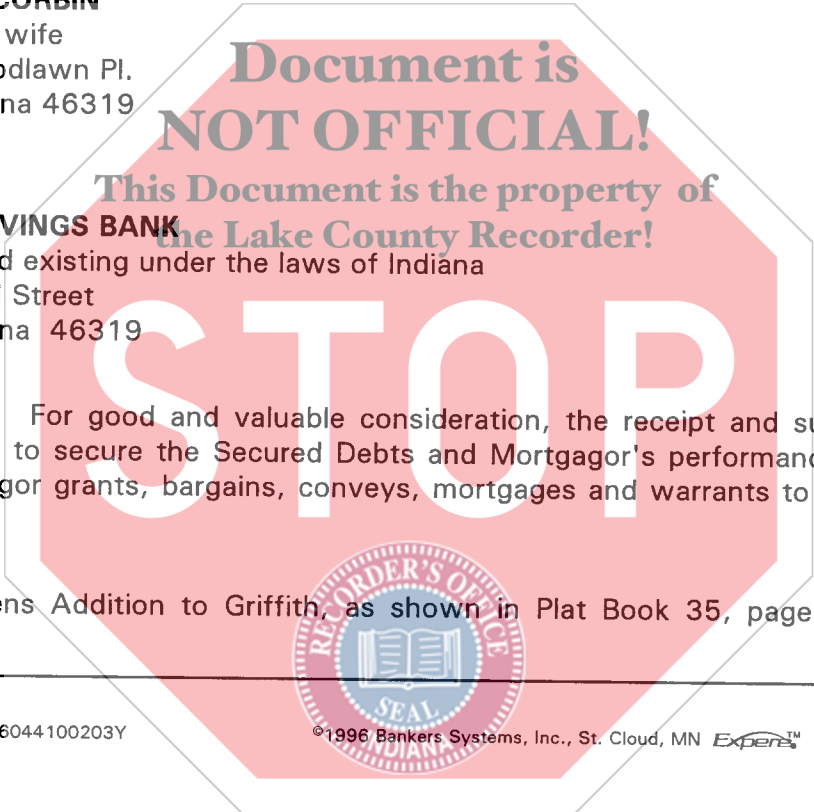 CORBIN
wife
odlawn Pl.
na 46319
Document is
NOT OFFICIAL!
This Document is the property of
the Lake County Recorder!
VINGS BANK
d existing under the laws of Indiana
Street
na 46319
STOP
For good and valuable consideration, the receipt and su
to secure the Secured Debts and Mortgagor's performanc
gor grants, bargains, conveys, mortgages and warrants to
ens Addition to Griffith, as shown in Plat Book 35, page
RECORDER'S OFFICE
SEAL
INDIANA
6044100203Y
©1996 Bankers Systems, Inc., St. Cloud, MN Expere™